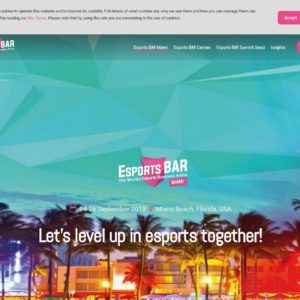 cookies to operate this website and to improve its usability. Full details of what cookies are, why we use them and how you can manage them can
by reading our Site Terms. Please note that by using this site you are consenting to the use of cookies.
Accept
BAR
Esports BAR Miami
Esports BAR Cannes
Esports BAR Summit Seoul
Insights
ESPORTS BAR
The World's Esports Business Arena
MIAMI
24-26 September 2018
Miami Beach, Florida, USA
Let's level up in esports together!